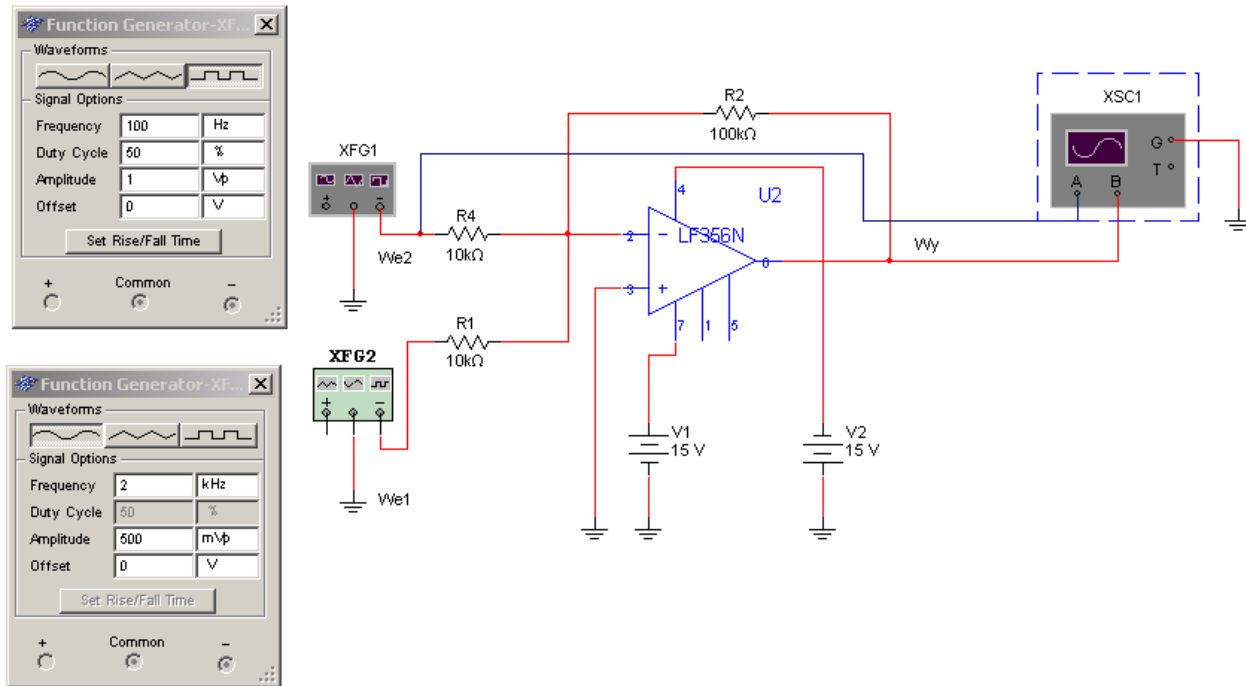 Function Generator-XF...
Waveforms
Signal Options
Frequency 100 Hz
Duty Cycle 50 %
Amplitude 1 Vp
Offset 0 V
Set Rise/Fall Time
+ Common -
Function Generator-XF...
Waveforms
Signal Options
Frequency 2 kHz
Duty Cycle 50 %
Amplitude 500 mVp
Offset 0 V
Set Rise/Fall Time
+ Common -
XFG1
+ -
We2
R4
10kΩ
R1
10kΩ
XFG2
+ -
We1
R2
100kΩ
4
U2
2 - LF356N
3 +
6
7 1 5
V1
15 V
V2
15 V
Wy
XSC1
G
T
A B